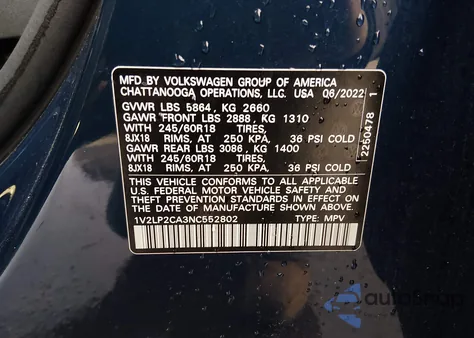 MFD BY VOLKSWAGEN GROUP OF AMERICA
CHATTANOOGA OPERATIONS, LLC. USA 06/2022
GVWR LBS 5864, KG 2660
GAWR FRONT LBS 2888, KG 1310
WITH 245/60R18 TIRES,
8JX18 RIMS, AT 250 KPA, 36 PSI COLD
GAWR REAR LBS 3086, KG 1400
WITH 245/60R18 TIRES,
8JX18 RIMS, AT 250 KPA, 36 PSI COLD
THIS VEHICLE CONFORMS TO ALL APPLICABLE
U.S. FEDERAL MOTOR VEHICLE SAFETY AND
THEFT PREVENTION STANDARDS IN EFFECT ON THE
DATE OF MANUFACTURE SHOWN ABOVE
1V2LP2CA3NC552802 TYPE: MPV
2250478 1